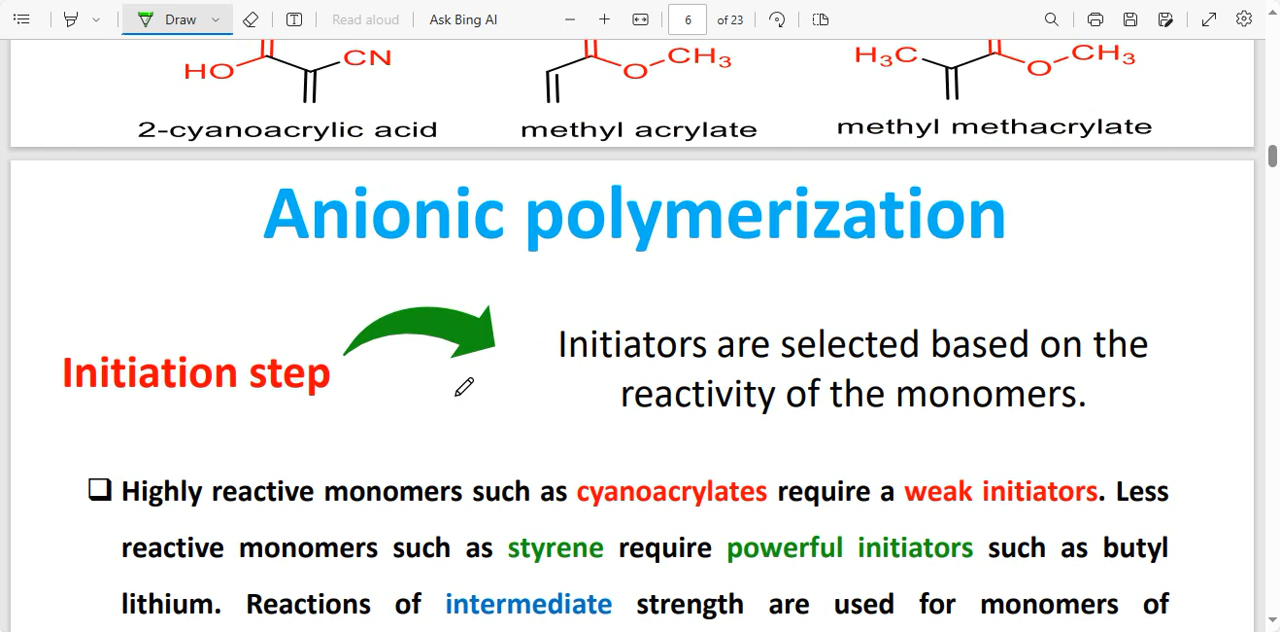 Draw
Read aloud
Ask Bing AI
6
of 23
HO
CN
O
CH3
H3C
O
CH3
2-cyanoacrylic acid
methyl acrylate
methyl methacrylate
Anionic polymerization
Initiators are selected based on the
Initiation step
reactivity of the monomers.
Highly reactive monomers such as cyanoacrylates require a weak initiators. Less
reactive monomers such as styrene require powerful initiators such as butyl
lithium. Reactions of intermediate strength are used for monomers of